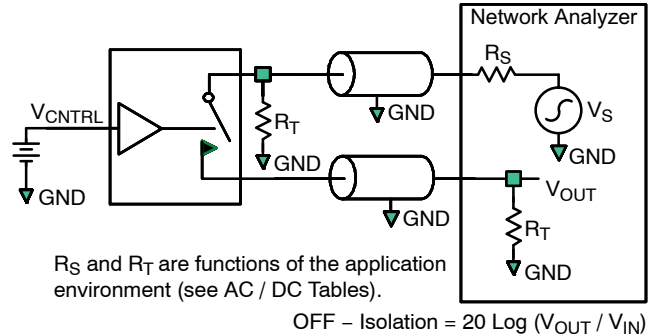 Network Analyzer
R_S
V_S
GND
GND
V_CNTRL
R_T
GND
GND
V_OUT
GND
R_T
GND
R_S and R_T are functions of the application
environment (see AC / DC Tables).
OFF – Isolation = 20 Log (V_OUT / V_IN)